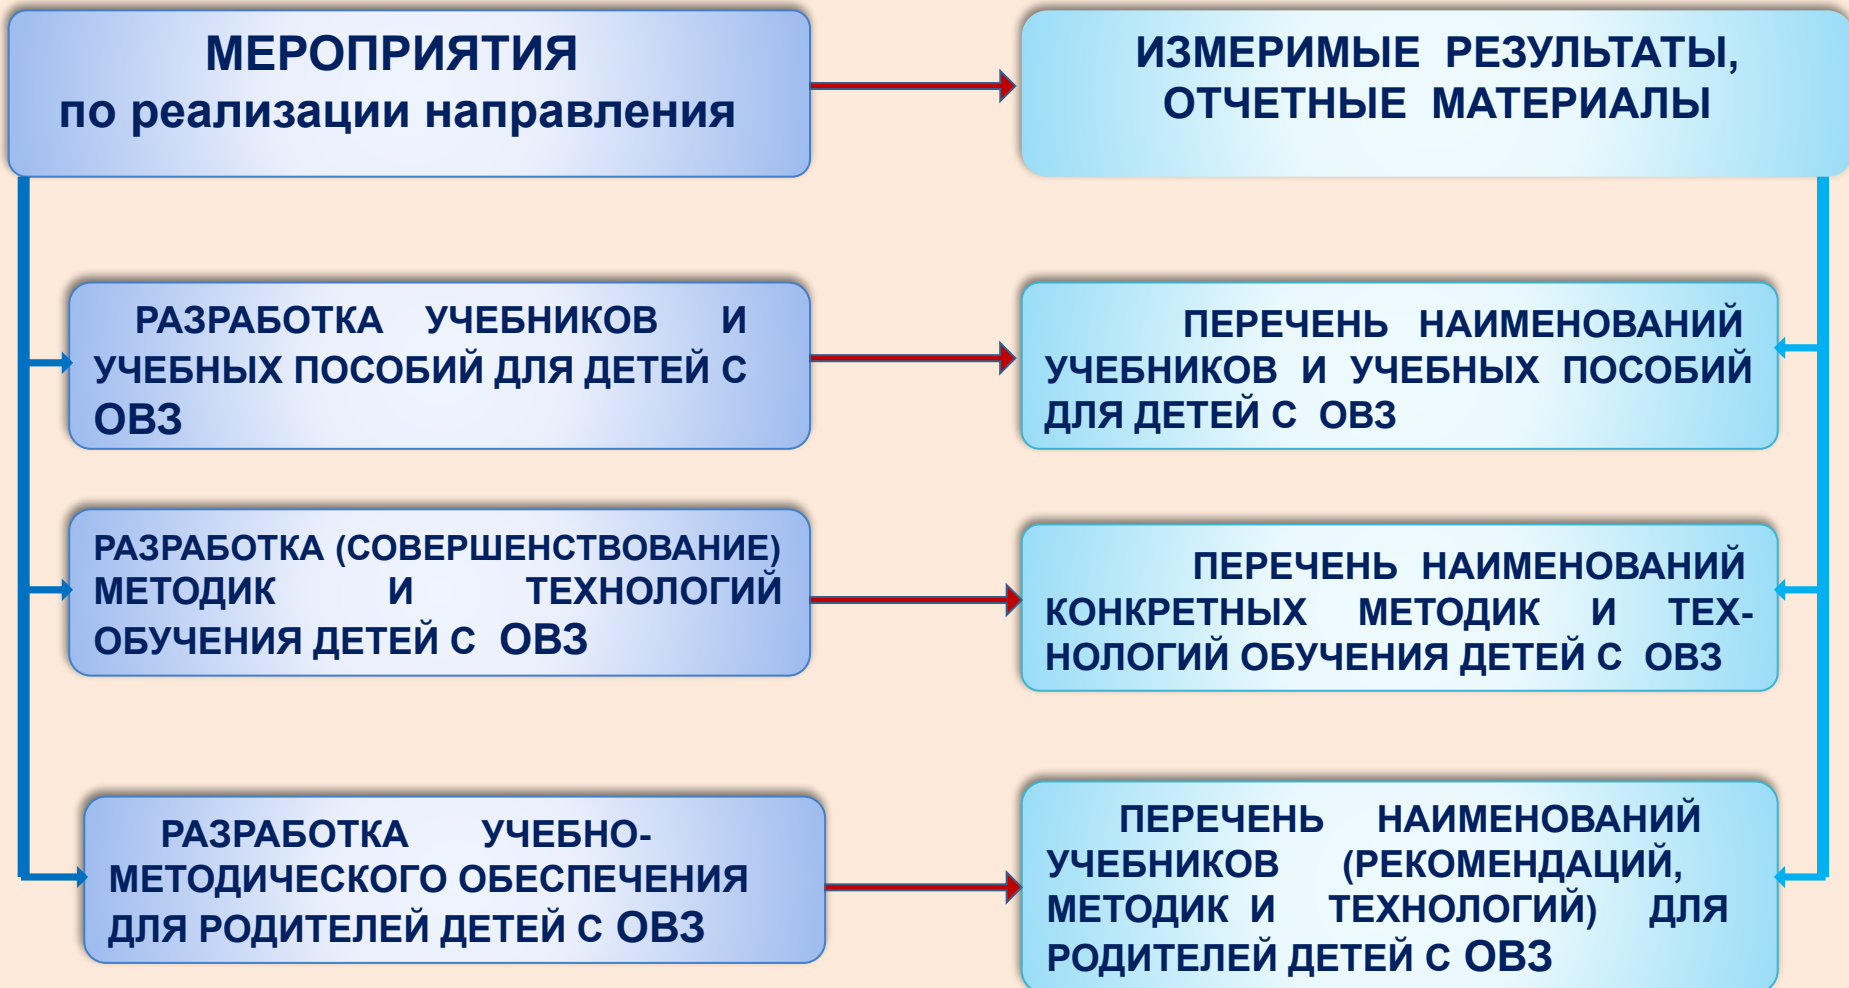 МЕРОПРИЯТИЯ
по реализации направления
ИЗМЕРИМЫЕ РЕЗУЛЬТАТЫ,
ОТЧЕТНЫЕ МАТЕРИАЛЫ
РАЗРАБОТКА УЧЕБНИКОВ И
УЧЕБНЫХ ПОСОБИЙ ДЛЯ ДЕТЕЙ С
ОВЗ
ПЕРЕЧЕНЬ НАИМЕНОВАНИЙ
УЧЕБНИКОВ И УЧЕБНЫХ ПОСОБИЙ
ДЛЯ ДЕТЕЙ С ОВЗ
РАЗРАБОТКА (СОВЕРШЕНСТВОВАНИЕ)
МЕТОДИК И ТЕХНОЛОГИЙ
ОБУЧЕНИЯ ДЕТЕЙ С ОВЗ
ПЕРЕЧЕНЬ НАИМЕНОВАНИЙ
КОНКРЕТНЫХ МЕТОДИК И ТЕХ-
НОЛОГИЙ ОБУЧЕНИЯ ДЕТЕЙ С ОВЗ
РАЗРАБОТКА УЧЕБНО-
МЕТОДИЧЕСКОГО ОБЕСПЕЧЕНИЯ
ДЛЯ РОДИТЕЛЕЙ ДЕТЕЙ С ОВЗ
ПЕРЕЧЕНЬ НАИМЕНОВАНИЙ
УЧЕБНИКОВ (РЕКОМЕНДАЦИЙ,
МЕТОДИК И ТЕХНОЛОГИЙ) ДЛЯ
РОДИТЕЛЕЙ ДЕТЕЙ С ОВЗ